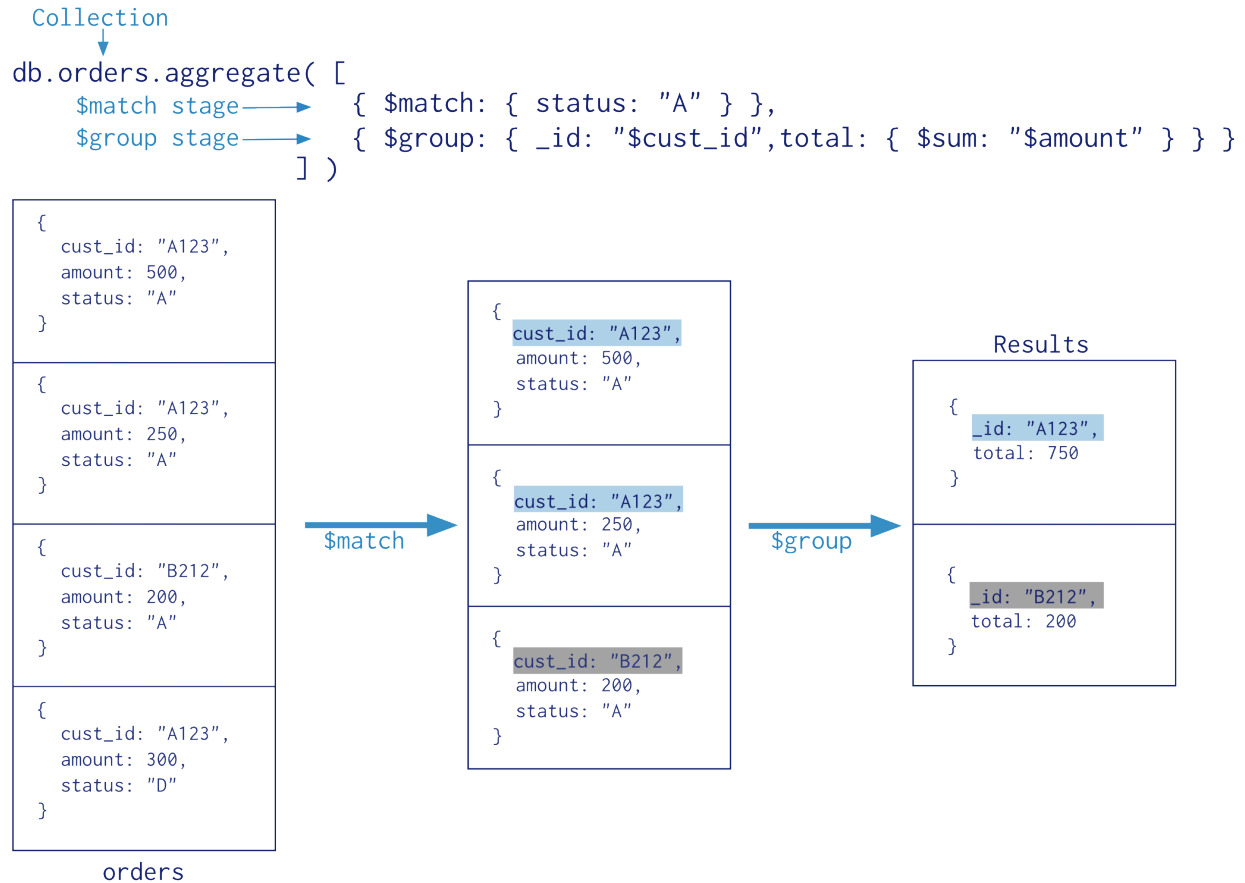 Collection
db.orders.aggregate( [
$match stage { $match: { status: "A" } },
$group stage { $group: { _id: "$cust_id",total: { $sum: "$amount" } } }
] )
{
cust_id: "A123",
amount: 500,
status: "A"
}
{
cust_id: "A123",
amount: 250,
status: "A"
}
{
cust_id: "B212",
amount: 200,
status: "A"
}
{
cust_id: "A123",
amount: 300,
status: "D"
}
orders
$match
{
cust_id: "A123",
amount: 500,
status: "A"
}
{
cust_id: "A123",
amount: 250,
status: "A"
}
{
cust_id: "B212",
amount: 200,
status: "A"
}
$group
Results
{
_id: "A123",
total: 750
}
{
_id: "B212",
total: 200
}